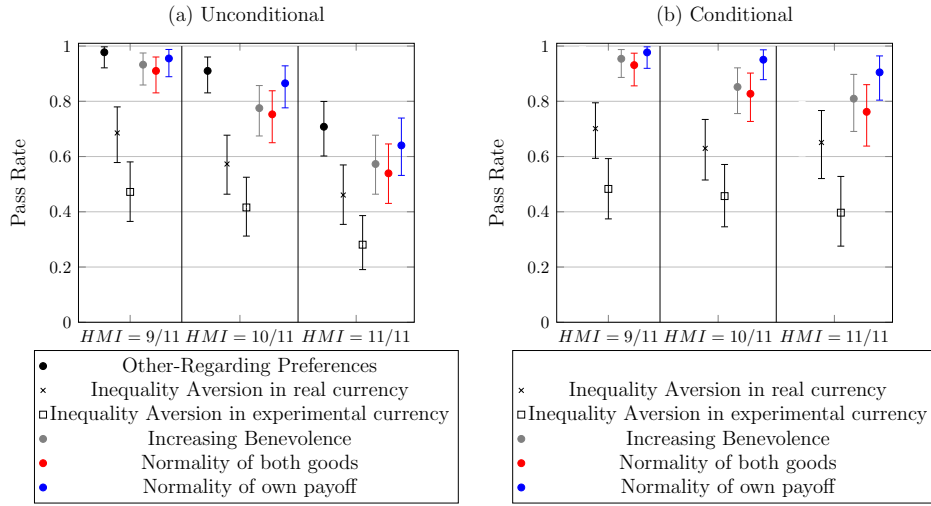 (a) Unconditional
1
0.8
0.6
0.4
0.2
0
Pass Rate
HMI = 9/11 HMI = 10/11 HMI = 11/11
Other-Regarding Preferences
Inequality Aversion in real currency
Inequality Aversion in experimental currency
Increasing Benevolence
Normality of both goods
Normality of own payoff
(b) Conditional
1
0.8
0.6
0.4
0.2
0
Pass Rate
HMI = 9/11 HMI = 10/11 HMI = 11/11
Inequality Aversion in real currency
Inequality Aversion in experimental currency
Increasing Benevolence
Normality of both goods
Normality of own payoff